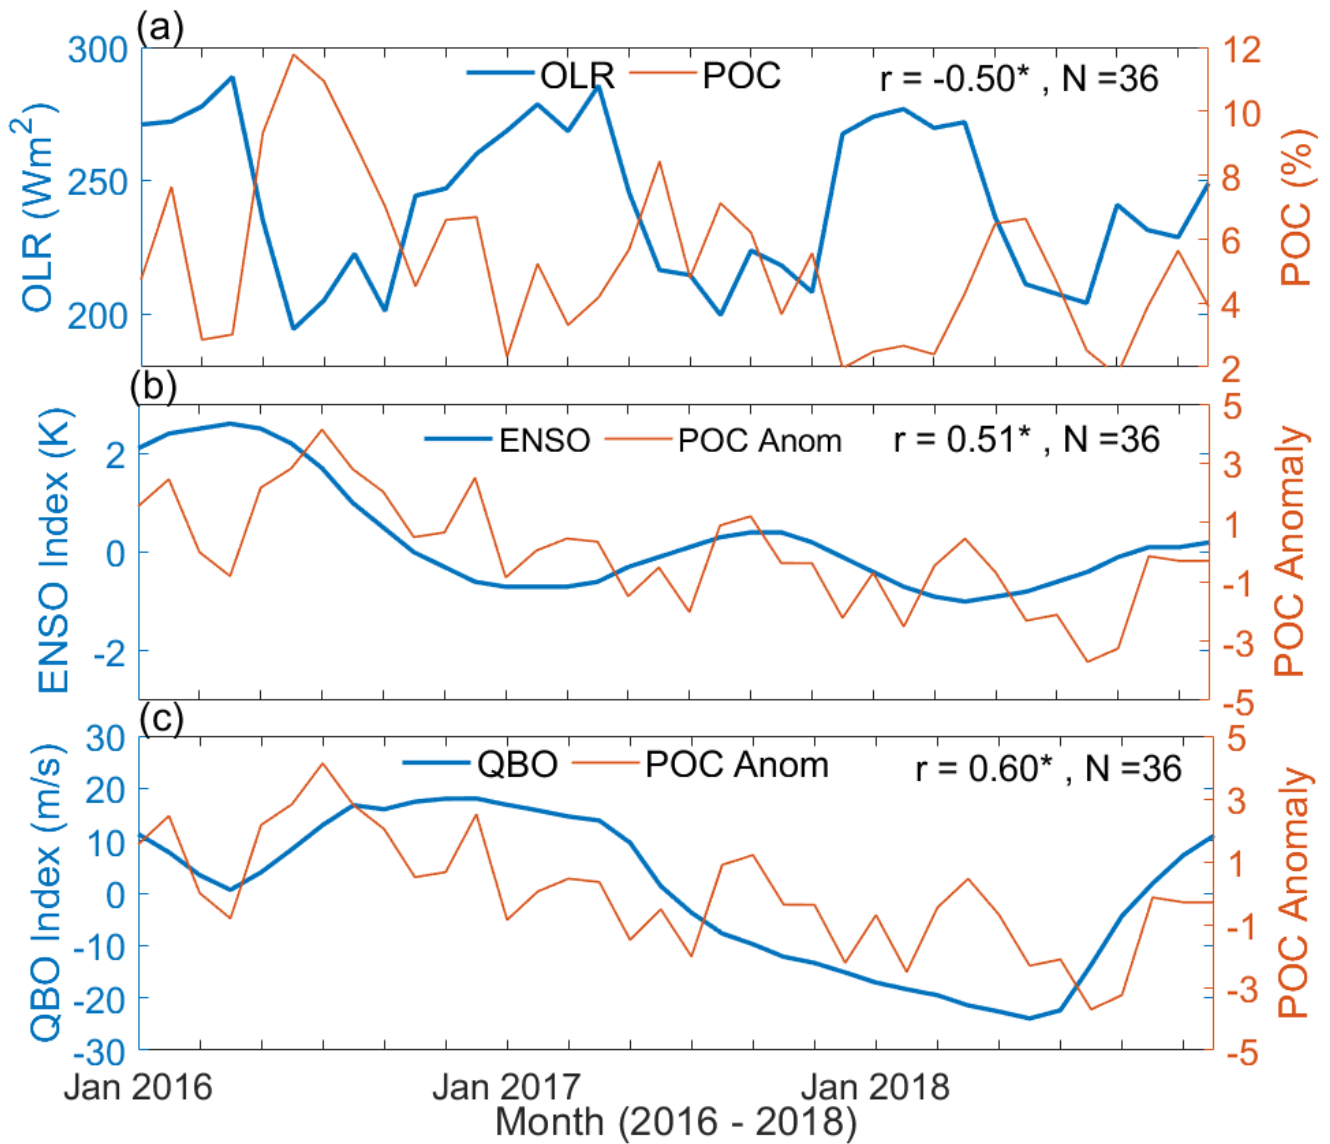 (a)
300
250
200
OLR (Wm2)
OLR
POC
r = -0.50* , N =36
12
10
8
6
4
2
POC (%)
(b)
2
0
-2
ENSO Index (K)
ENSO
POC Anom
r = 0.51* , N =36
5
3
1
-1
-3
-5
POC Anomaly
(c)
30
20
10
0
-10
-20
-30
QBO Index (m/s)
QBO
POC Anom
r = 0.60* , N =36
5
3
1
-1
-3
-5
POC Anomaly
Jan 2016
Jan 2017
Jan 2018
Month (2016 - 2018)